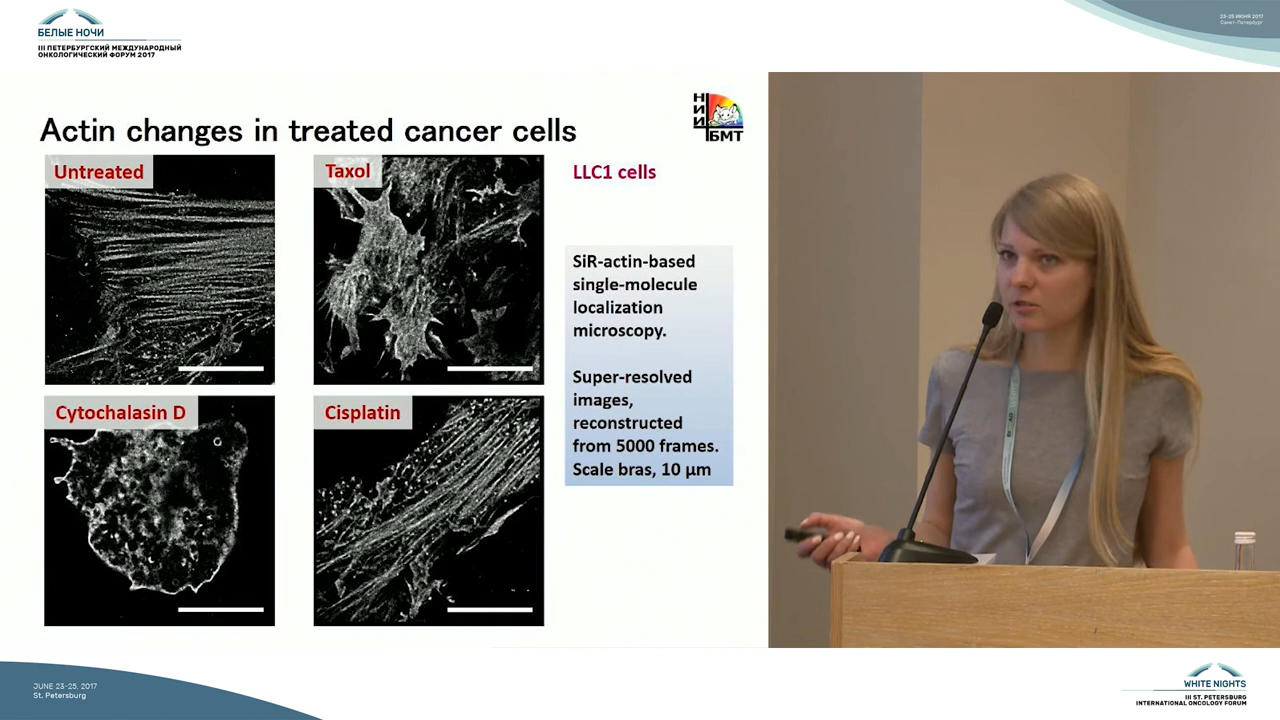 БЕЛЫЕ НОЧИ
III ПЕТЕРБУРГСКИЙ МЕЖДУНАРОДНЫЙ
ОНКОЛОГИЧЕСКИЙ ФОРУМ 2017
23-25 ИЮНЯ 2017
Санкт-Петербург
Actin changes in treated cancer cells
НИИ
БМТ
Untreated
Taxol
LLC1 cells
SiR-actin-based
single-molecule
localization
microscopy.
Super-resolved
images,
reconstructed
from 5000 frames.
Scale bras, 10 µm
Cytochalasin D
Cisplatin
JUNE 23-25, 2017
St. Petersburg
WHITE NIGHTS
III ST. PETERSBURG
INTERNATIONAL ONCOLOGY FORUM